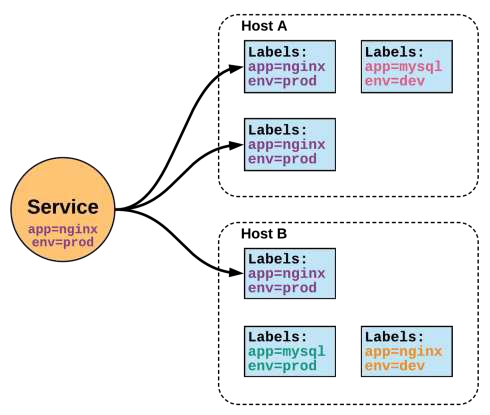 Host A
Labels:
app=nginx
env=prod
Labels:
app=mysql
env=dev
Labels:
app=nginx
env=prod
Service
app=nginx
env=prod
Host B
Labels:
app=nginx
env=prod
Labels:
app=mysql
env=prod
Labels:
app=nginx
env=dev